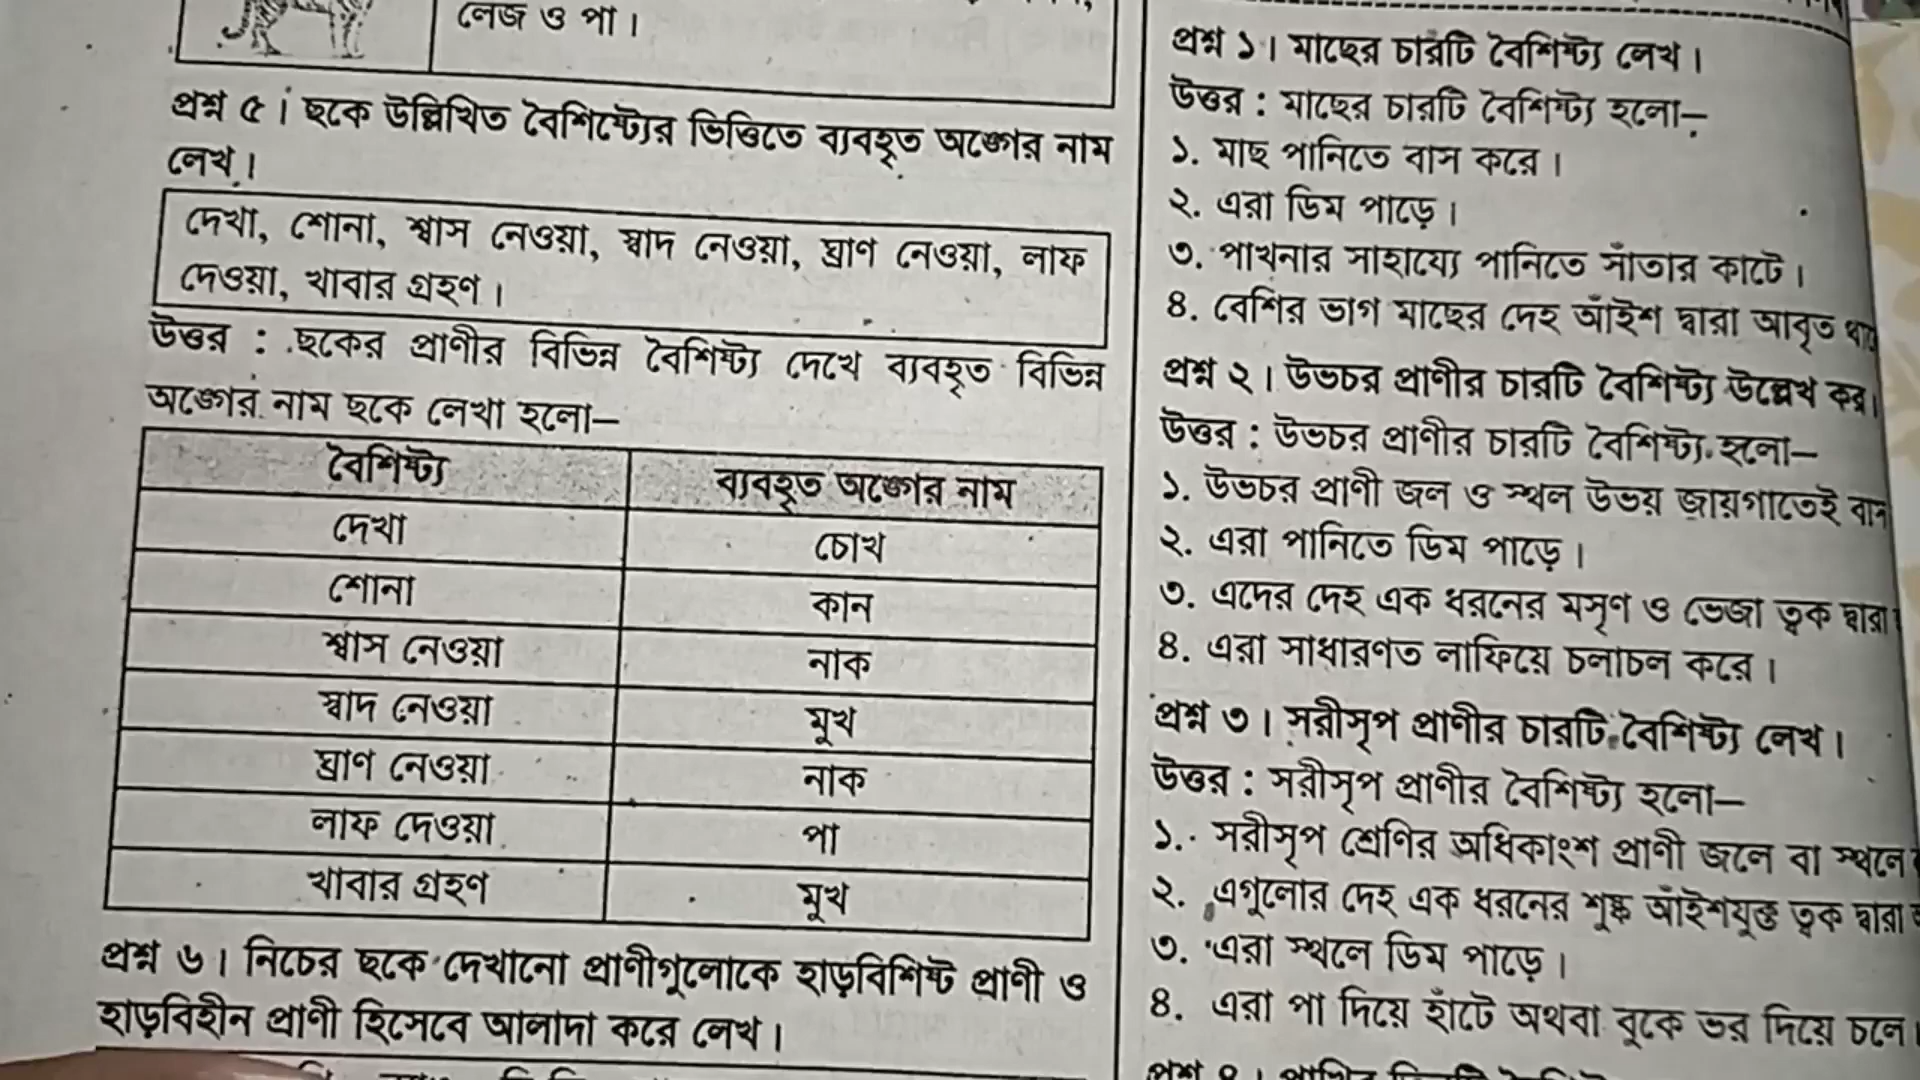 লেজ ও পা।
প্রশ্ন ৫। ছকে উল্লিখিত বৈশিষ্ট্যের ভিত্তিতে ব্যবহৃত অঙ্গের নাম
লেখ।
দেখা, শোনা, শ্বাস নেওয়া, স্বাদ নেওয়া, ঘ্রাণ নেওয়া, লাফ
দেওয়া, খাবার গ্রহণ।
উত্তর : ছকের প্রাণীর বিভিন্ন বৈশিষ্ট্য দেখে ব্যবহৃত বিভিন্ন
অঙ্গের নাম ছকে লেখা হলো—
বৈশিষ্ট্য ব্যবহৃত অঙ্গের নাম
দেখা চোখ
শোনা কান
শ্বাস নেওয়া নাক
স্বাদ নেওয়া মুখ
ঘ্রাণ নেওয়া নাক
লাফ দেওয়া পা
খাবার গ্রহণ মুখ
প্রশ্ন ৬। নিচের ছকে দেখানো প্রাণীগুলোকে হাড়বিশিষ্ট প্রাণী ও
হাড়বিহীন প্রাণী হিসেবে আলাদা করে লেখ।
প্রশ্ন ১। মাছের চারটি বৈশিষ্ট্য লেখ।
উত্তর : মাছের চারটি বৈশিষ্ট্য হলো—
১. মাছ পানিতে বাস করে।
২. এরা ডিম পাড়ে।
৩. পাখনার সাহায্যে পানিতে সাঁতার কাটে।
৪. বেশির ভাগ মাছের দেহ আঁইশ দ্বারা আবৃত
প্রশ্ন ২। উভচর প্রাণীর চারটি বৈশিষ্ট্য উল্লেখ কর।
উত্তর : উভচর প্রাণীর চারটি বৈশিষ্ট্য হলো—
১. উভচর প্রাণী জল ও স্থল উভয় জায়গাতেই বাস
২. এরা পানিতে ডিম পাড়ে।
৩. এদের দেহ এক ধরনের মসৃণ ও ভেজা ত্বক দ্বারা
৪. এরা সাধারণত লাফিয়ে চলাচল করে।
প্রশ্ন ৩। সরীসৃপ প্রাণীর চারটি বৈশিষ্ট্য লেখ।
উত্তর : সরীসৃপ প্রাণীর বৈশিষ্ট্য হলো—
১. সরীসৃপ শ্রেণির অধিকাংশ প্রাণী জলে বা স্থলে
২. এগুলোর দেহ এক ধরনের শুষ্ক আঁইশযুক্ত ত্বক দ্বারা
৩. এরা স্থলে ডিম পাড়ে।
৪. এরা পা দিয়ে হাঁটে অথবা বুকে ভর দিয়ে চলে।